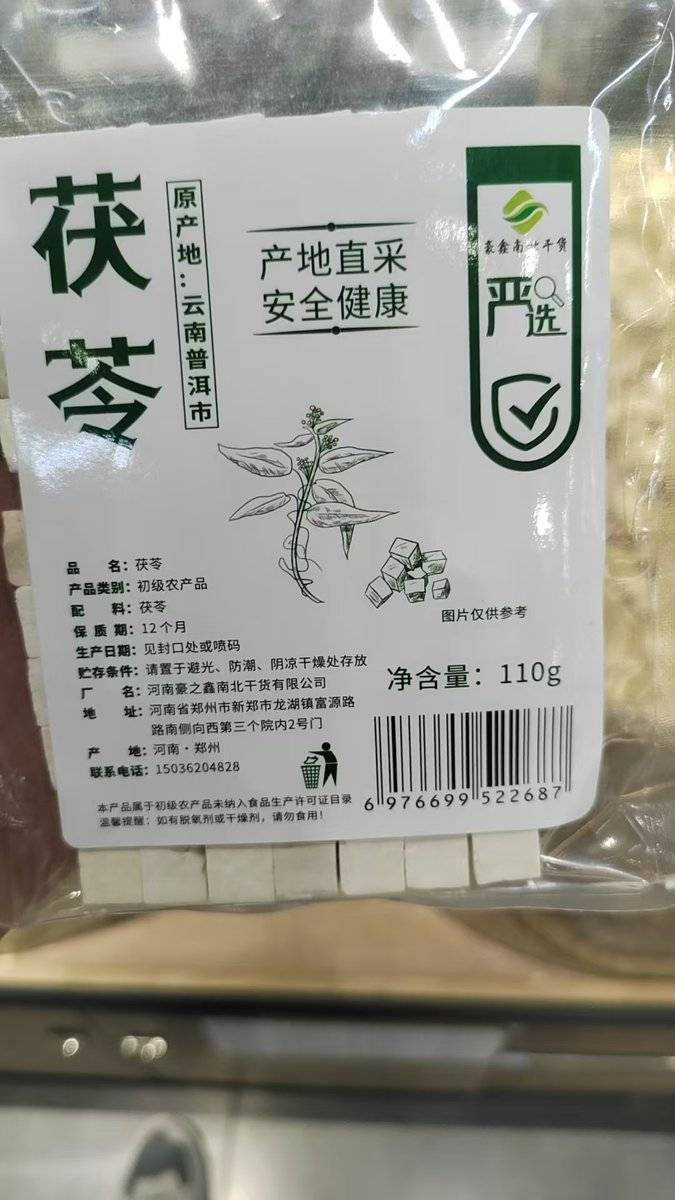 茯苓
原产地：云南普洱市
产地直采
安全健康
豪鑫南北干货
严选
品名：茯苓
产品类别：初级农产品
配料：茯苓
保质期：12个月
生产日期：见封口处或喷码
贮存条件：请置于避光、防潮、阴凉干燥处存放
厂名：河南豪之鑫南北干货有限公司
地址：河南省郑州市新郑市龙湖镇富源路
路南侧向西第三个院内2号门
产地：河南·郑州
联系电话：15036204828
本产品属于初级农产品未纳入食品生产许可证目录
温馨提醒：如有脱氧剂或干燥剂，请勿食用！
图片仅供参考
净含量：110g
6 976699 522687